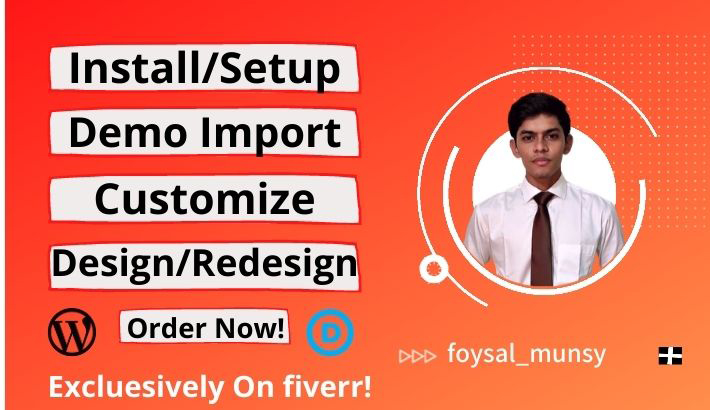 Install/Setup
Demo Import
Customize
Design/Redesign
Order Now!
D
foysal_munsy
Excluesively On fiverr!